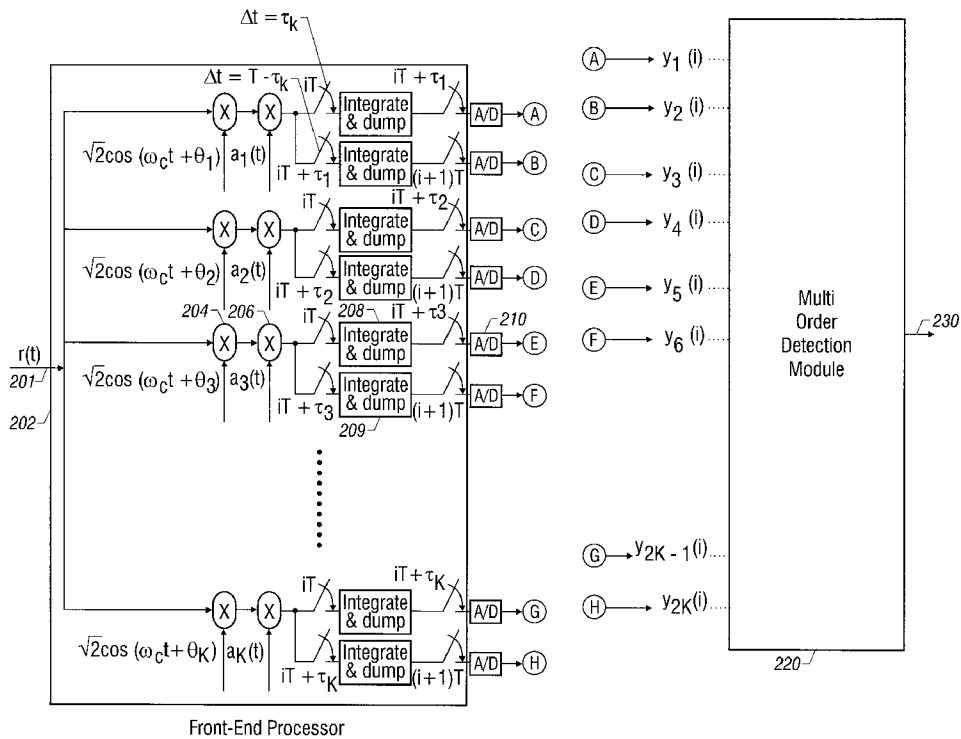 Δt = τk
Δt = T - τk
iT
iT + τ1
X
X
Integrate & dump
A/D
A
√2cos (ωc t + θ1)
a1(t)
iT + τ1
Integrate & dump
(i+1)T
A/D
B
iT
iT + τ2
X
X
Integrate & dump
A/D
C
√2cos (ωc t + θ2)
a2(t)
iT + τ2
Integrate & dump
(i+1)T
A/D
D
204
206
iT
208
iT + τ3
210
X
X
Integrate & dump
A/D
E
r(t)
201
√2cos (ωc t + θ3)
a3(t)
iT + τ3
Integrate & dump
(i+1)T
A/D
F
202
209
iT
iT + τK
X
X
Integrate & dump
A/D
G
√2cos (ωc t + θK)
aK(t)
iT + τK
Integrate & dump
(i+1)T
A/D
H
Front-End Processor
A y1 (i)
B y2 (i)
C y3 (i)
D y4 (i)
E y5 (i)
F y6 (i)
G y2K - 1(i)
H y2K(i)
Multi
Order
Detection
Module
230
220